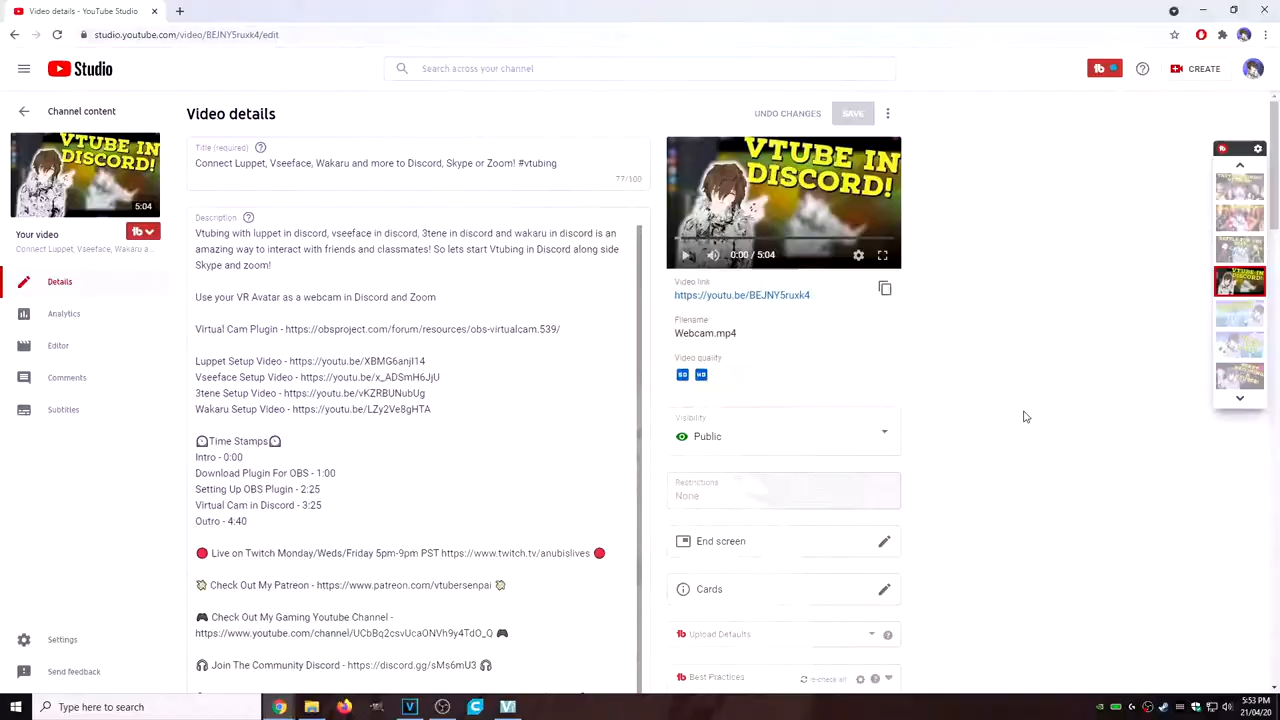 Video details - YouTube Studio
studio.youtube.com/video/BEJNY5ruxk4/edit
Studio
Search across your channel
CREATE
Channel content
Video details
UNDO CHANGES
SAVE
VTUBE IN
DISCORD!
5:04
Your video
Connect Luppet, Vseeface, Wakaru a...
Details
Analytics
Editor
Comments
Subtitles
Settings
Send feedback
Title (required)
Connect Luppet, Vseeface, Wakaru and more to Discord, Skype or Zoom! #vtubing
77/100
Description
Vtubing with luppet in discord, vseeface in discord, 3tene in discord and wakaru in discord is an
amazing way to interact with friends and classmates! So lets start Vtubing in Discord along side
Skype and zoom!
Use your VR Avatar as a webcam in Discord and Zoom
Virtual Cam Plugin - https://obsproject.com/forum/resources/obs-virtualcam.539/
Luppet Setup Video - https://youtu.be/XBMG6anjI14
Vseeface Setup Video - https://youtu.be/x_ADSmH6JjU
3tene Setup Video - https://youtu.be/vKZRBUNubUg
Wakaru Setup Video - https://youtu.be/LZy2Ve8gHTA
Time Stamps
Intro - 0:00
Download Plugin For OBS - 1:00
Setting Up OBS Plugin - 2:25
Virtual Cam in Discord - 3:25
Outro - 4:40
Live on Twitch Monday/Weds/Friday 5pm-9pm PST https://www.twitch.tv/anubislives
Check Out My Patreon - https://www.patreon.com/vtubersenpai
Check Out My Gaming Youtube Channel -
https://www.youtube.com/channel/UCbBq2csvUcaONVh9y4TdO_Q
Join The Community Discord - https://discord.gg/sMs6mU3
VTUBE IN
DISCORD!
0:00 / 5:04
Video link
https://youtu.be/BEJNY5ruxk4
Filename
Webcam.mp4
Video quality
SD HD
Visibility
Public
Restrictions
None
End screen
Cards
Upload Defaults
Best Practices
re-check all
VTUBE IN
DISCORD!
Type here to search
5:53 PM
21/04/20